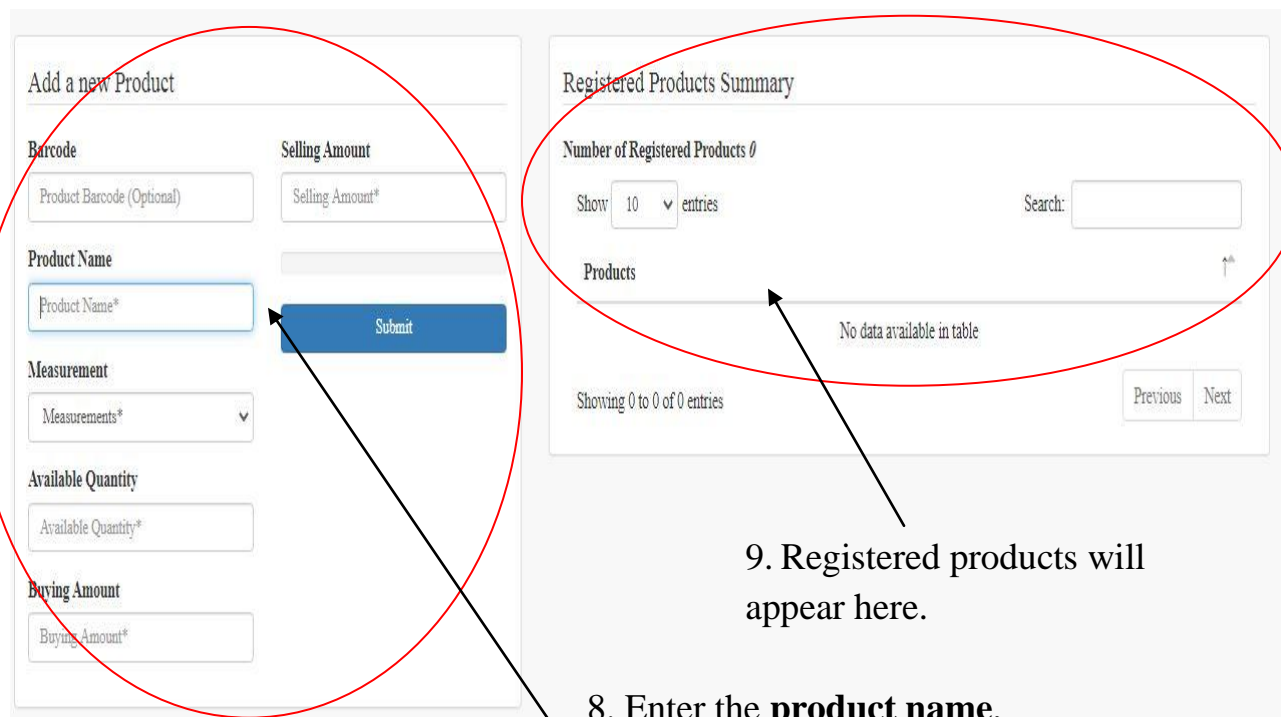 Add a new Product
Barcode
Product Barcode (Optional)
Product Name
Product Name*
Measurement
Measurements*
Available Quantity
Available Quantity*
Buying Amount
Buying Amount*
Selling Amount
Selling Amount*
Submit
Registered Products Summary
Number of Registered Products 0
Show 10 entries
Search:
Products
No data available in table
Showing 0 to 0 of 0 entries
Previous Next
9. Registered products will
appear here.
8. Enter the product name,